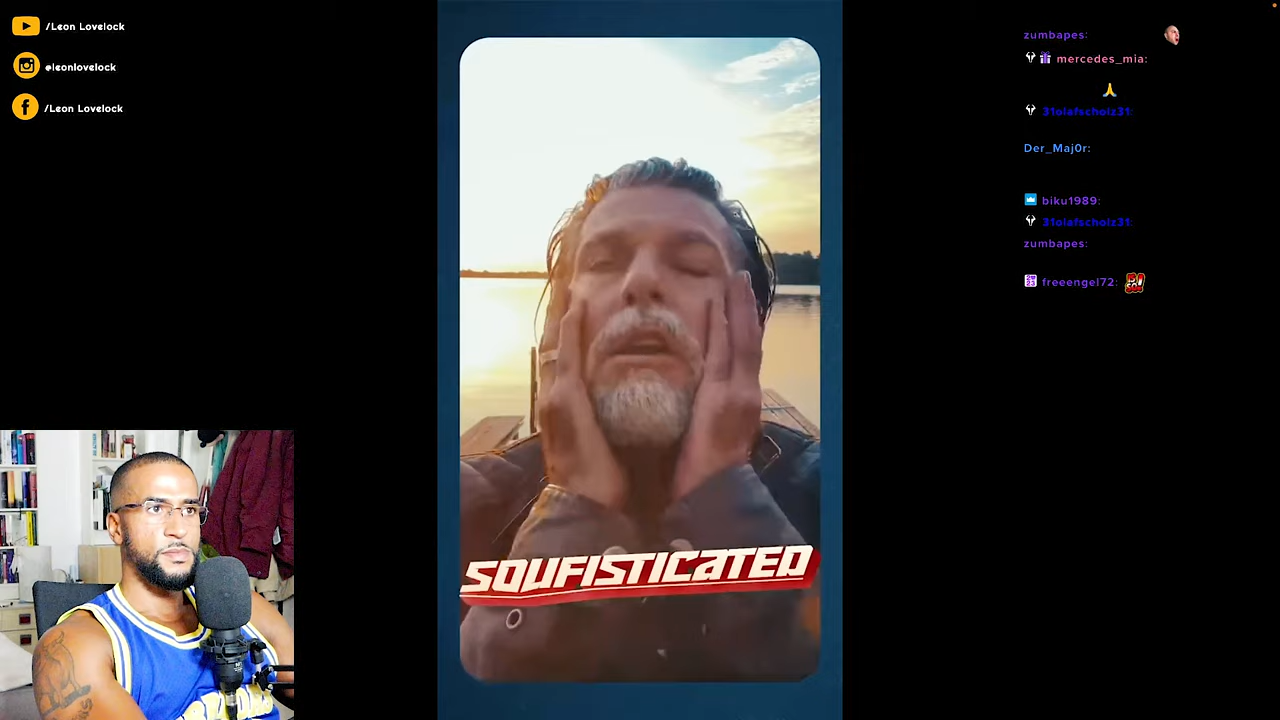 /Leon Lovelock
@leonlovelock
/Leon Lovelock
SOUFISTICATED
zumbapes:
mercedes_mia:
31olafscholz31:
Der_Maj0r:
biku1989:
31olafscholz31:
zumbapes:
freeengel72: